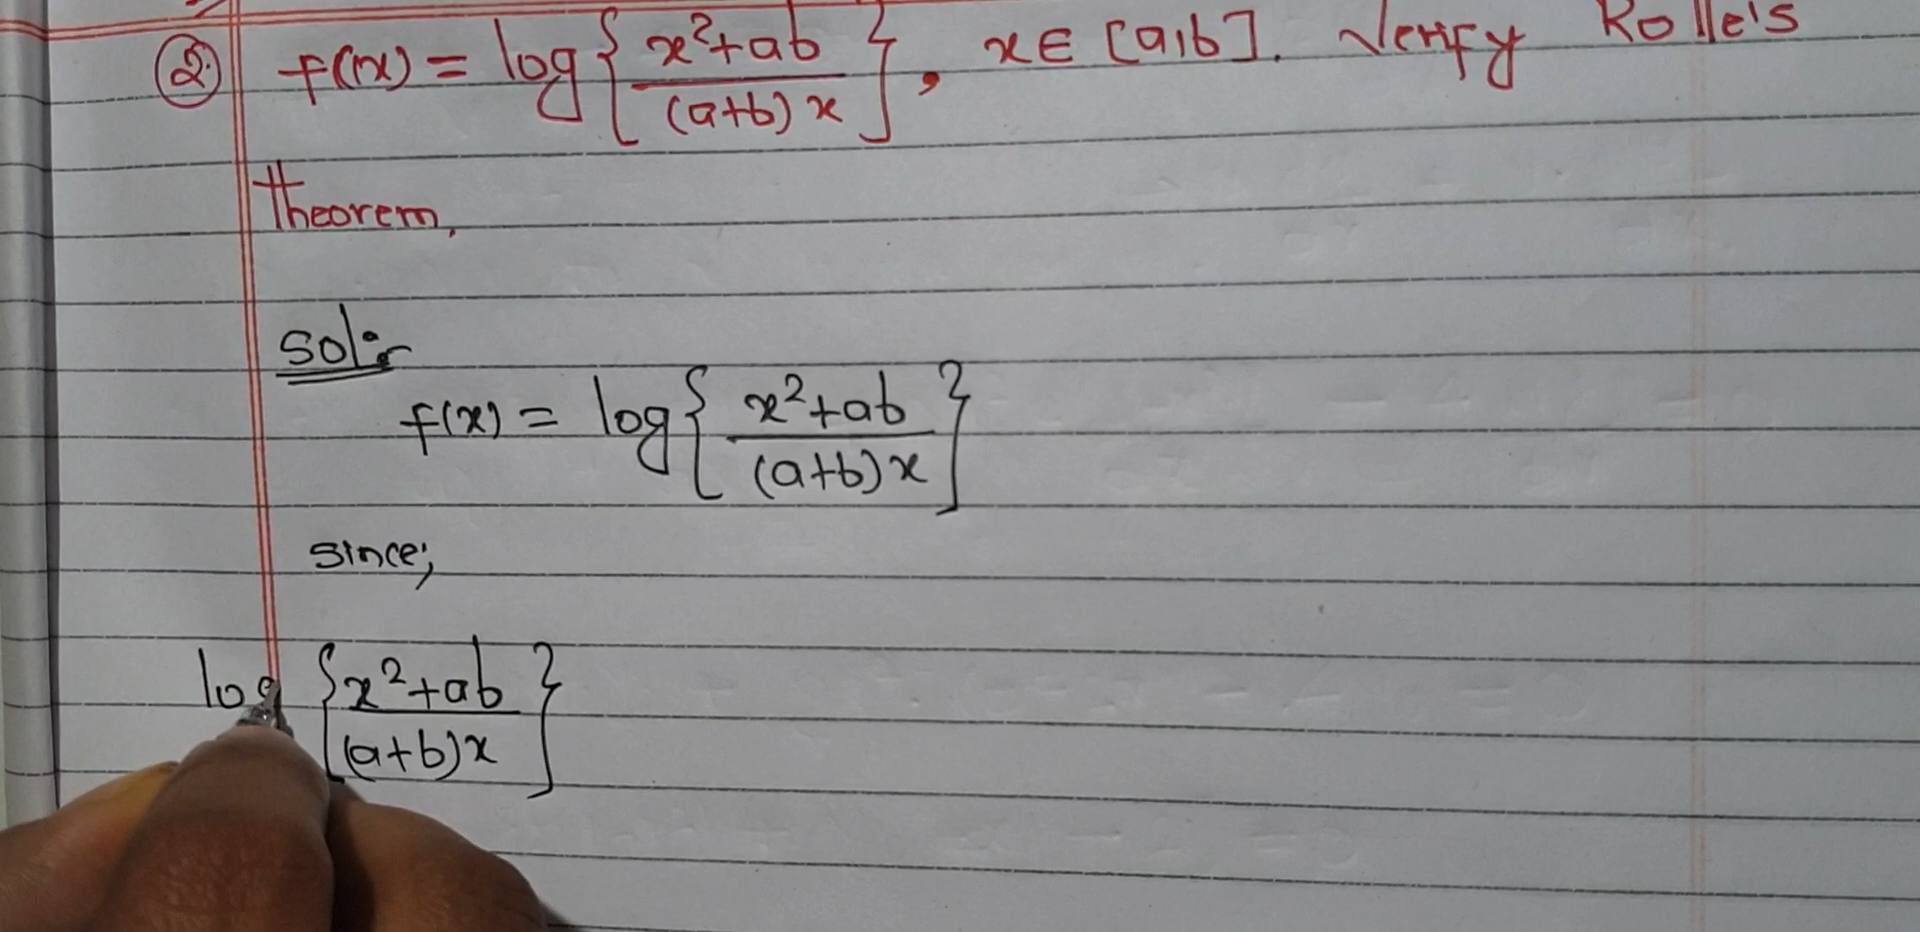 ② f(x) = log{(x²+ab)/((a+b)x)}, x∈[a,b]. Verify Rolle's
Theorem.
Sol:-
f(x) = log{(x²+ab)/((a+b)x)}
Since;
log {(x²+ab)/((a+b)x)}